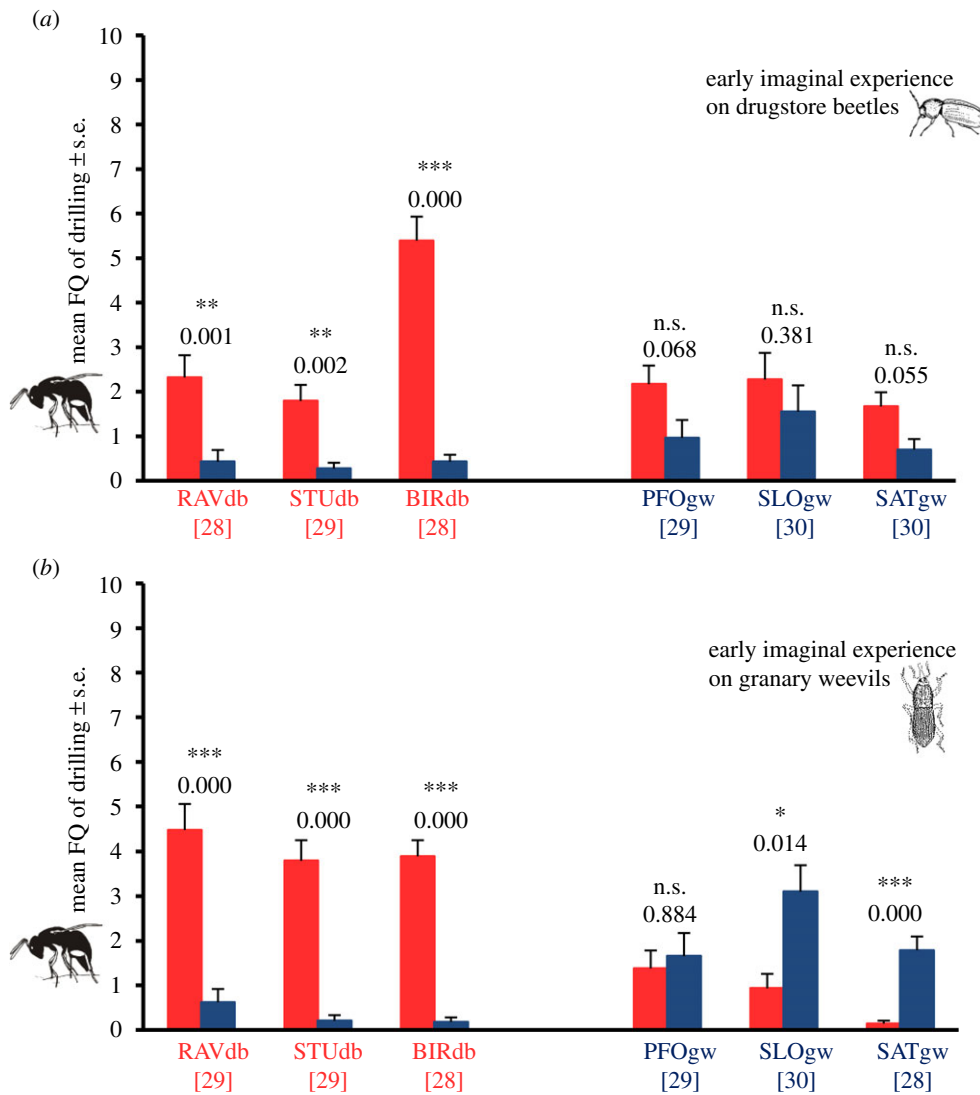 (a)
mean FQ of drilling ± s.e.
10
9
8
7
6
5
4
3
2
1
0
early imaginal experience
on drugstore beetles
**
0.001
**
0.002
***
0.000
n.s.
0.068
n.s.
0.381
n.s.
0.055
RAVdb
[28]
STUdb
[29]
BIRdb
[28]
PFOgw
[29]
SLOgw
[30]
SATgw
[30]
(b)
mean FQ of drilling ± s.e.
10
9
8
7
6
5
4
3
2
1
0
early imaginal experience
on granary weevils
***
0.000
***
0.000
***
0.000
n.s.
0.884
*
0.014
***
0.000
RAVdb
[29]
STUdb
[29]
BIRdb
[28]
PFOgw
[29]
SLOgw
[30]
SATgw
[28]